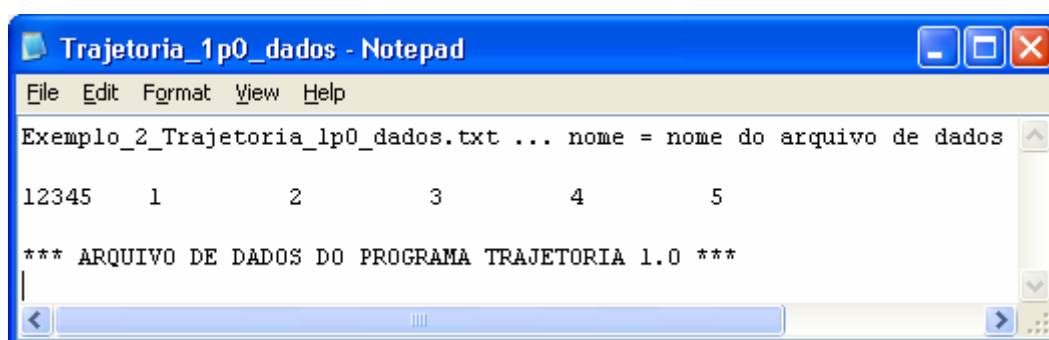 Trajetoria_1p0_dados - Notepad
File Edit Format View Help
Exemplo_2_Trajetoria_1p0_dados.txt ... nome = nome do arquivo de dados
12345 1 2 3 4 5
*** ARQUIVO DE DADOS DO PROGRAMA TRAJETORIA 1.0 ***